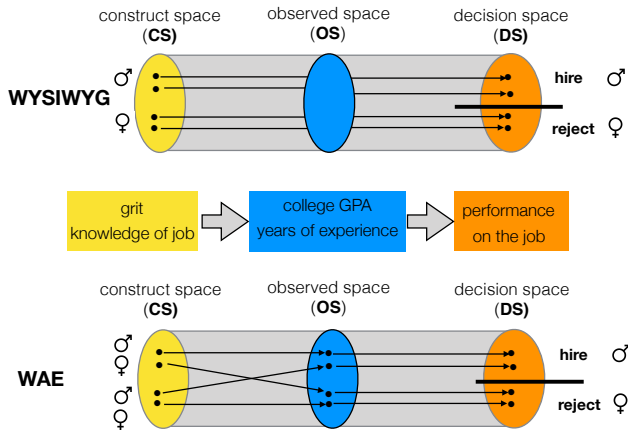 construct space
(CS)
observed space
(OS)
decision space
(DS)
♂
hire ♂
WYSIWYG
♀
reject ♀
grit
knowledge of job
college GPA
years of experience
performance
on the job
construct space
(CS)
observed space
(OS)
decision space
(DS)
♂
♀
hire ♂
WAE
♂
♀
reject ♀